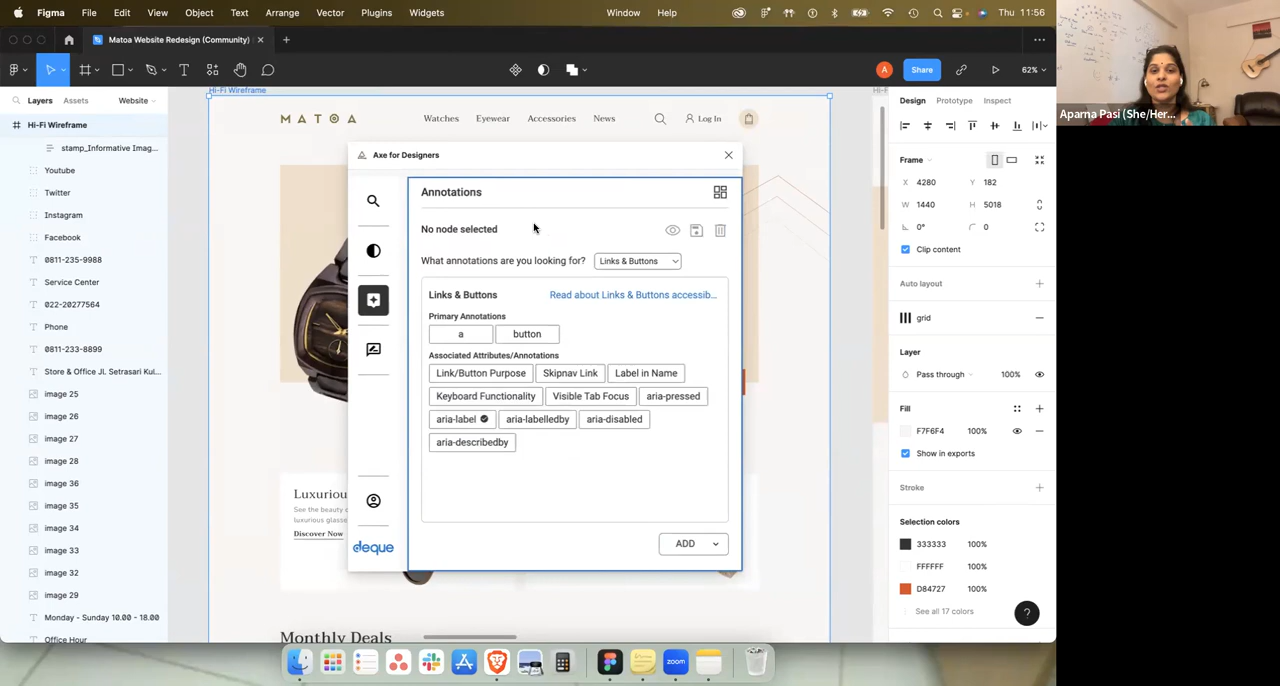 Figma File Edit View Object Text Arrange Vector Plugins Widgets Window Help Thu 11:56
Matoa Website Redesign (Community)
A Share 62%
Layers Assets Website
Hi-Fi Wireframe
stamp_Informative Imag...
Youtube
Twitter
Instagram
Facebook
0811-235-9988
Service Center
022-20277564
Phone
0811-233-8899
Store & Office Jl. Setrasari Kul...
image 25
image 26
image 27
image 28
image 36
image 35
image 34
image 33
image 32
image 29
Monday - Sunday 10.00 - 18.00
Office Hour
Hi-Fi Wireframe
Hi-F
MATOA Watches Eyewear Accessories News Log In
Axe for Designers
Annotations
No node selected
What annotations are you looking for? Links & Buttons
Links & Buttons Read about Links & Buttons accessib...
Primary Annotations
a button
Associated Attributes/Annotations
Link/Button Purpose Skipnav Link Label in Name
Keyboard Functionality Visible Tab Focus aria-pressed
aria-label aria-labelledby aria-disabled
aria-describedby
ADD
deque
Luxuriou
See the beauty o
luxurious glasse
Discover Now
Monthly Deals
Design Prototype Inspect
Frame
X 4280 Y 182
W 1440 H 5018
0° 0
Clip content
Auto layout
grid
Layer
Pass through 100%
Fill
F7F6F4 100%
Show in exports
Stroke
Selection colors
333333 100%
FFFFFF 100%
D84727 100%
See all 17 colors
?
zoom
Aparna Pasi (She/Her...